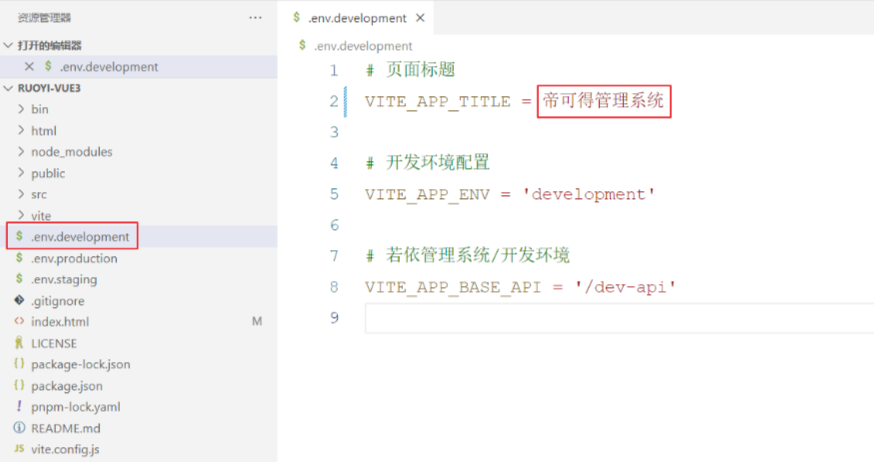 资源管理器
···
.env.development
打开的编辑器
.env.development
RUOYI-VUE3
bin
html
node_modules
public
src
vite
.env.development
.env.production
.env.staging
.gitignore
index.html M
LICENSE
package-lock.json
package.json
pnpm-lock.yaml
README.md
vite.config.js
.env.development
1 # 页面标题
2 VITE_APP_TITLE = 帝可得管理系统
3
4 # 开发环境配置
5 VITE_APP_ENV = 'development'
6
7 # 若依管理系统/开发环境
8 VITE_APP_BASE_API = '/dev-api'
9